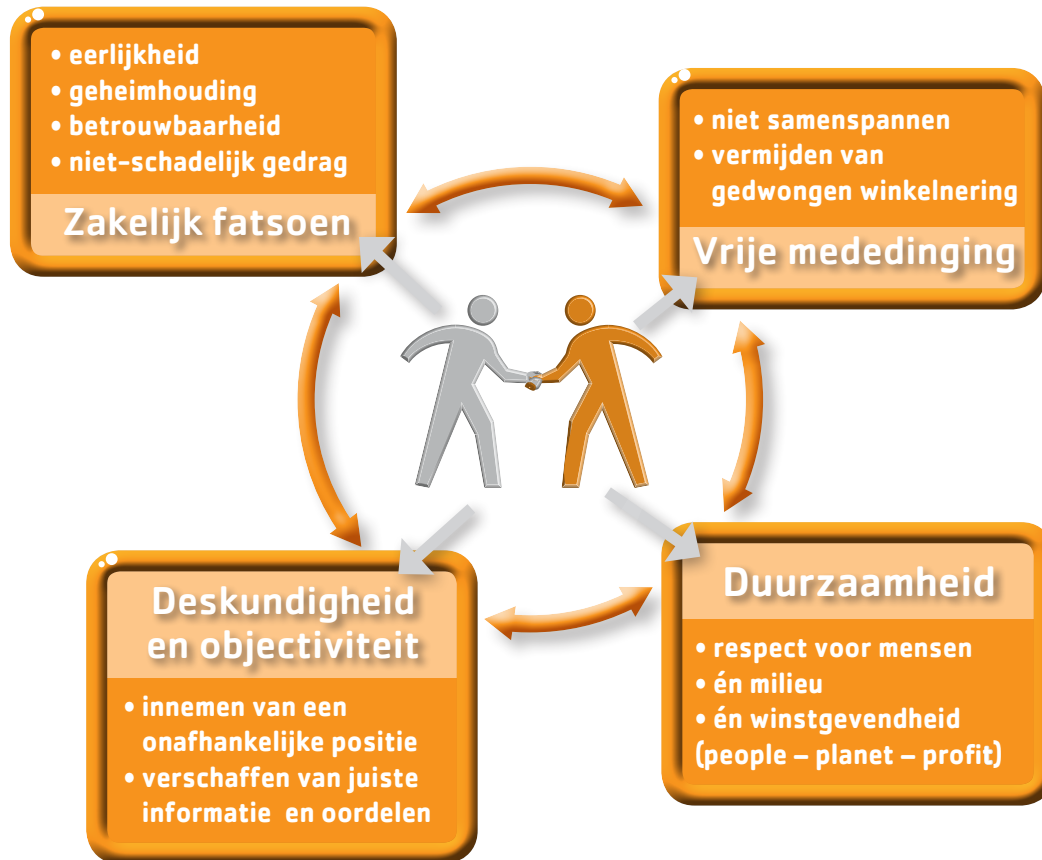 • eerlijkheid
• geheimhouding
• betrouwbaarheid
• niet-schadelijk gedrag
Zakelijk fatsoen
• niet samenspannen
• vermijden van
gedwongen winkelnering
Vrije mededinging
Deskundigheid
en objectiviteit
• innemen van een
onafhankelijke positie
• verschaffen van juiste
informatie en oordelen
Duurzaamheid
• respect voor mensen
• én milieu
• én winstgevendheid
(people – planet – profit)